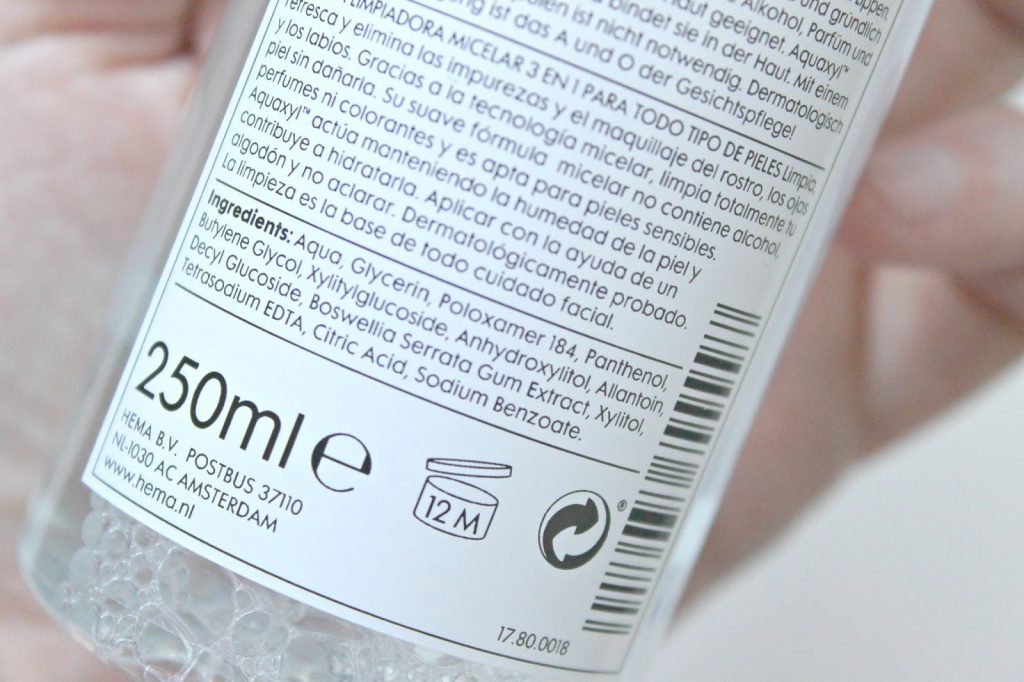 Lippen.
und gründlich
Alkohol, Parfüm und
haut geeignet. Aquaxyl™
bindet sie in der Haut. Mit einem
ist nicht notwendig. Dermatologisch
ist das A und O der Gesichtspflege!
LIMPIADORA MICELAR 3 EN 1 PARA TODO TIPO DE PIELES Limpia,
refresca y elimina las impurezas y el maquillaje del rostro, los ojos
y los labios. Gracias a la tecnología micelar, limpia totalmente tu
piel sin dañarla. Su suave fórmula micelar no contiene alcohol,
perfumes ni colorantes y es apta para pieles sensibles.
Aquaxyl™ actúa manteniendo la humedad de la piel y
contribuye a hidratarla. Aplicar con la ayuda de un
algodón y no aclarar. Dermatológicamente probado.
La limpieza es la base de todo cuidado facial.
Ingredients: Aqua, Glycerin, Poloxamer 184, Panthenol,
Butylene Glycol, Xylitylglucoside, Anhydroxylitol, Allantoin,
Decyl Glucoside, Boswellia Serrata Gum Extract, Xylitol,
Tetrasodium EDTA, Citric Acid, Sodium Benzoate.
250ml e
HEMA B.V. POSTBUS 37110
NL-1030 AC AMSTERDAM
www.hema.nl
12 M
®
17.80.0018